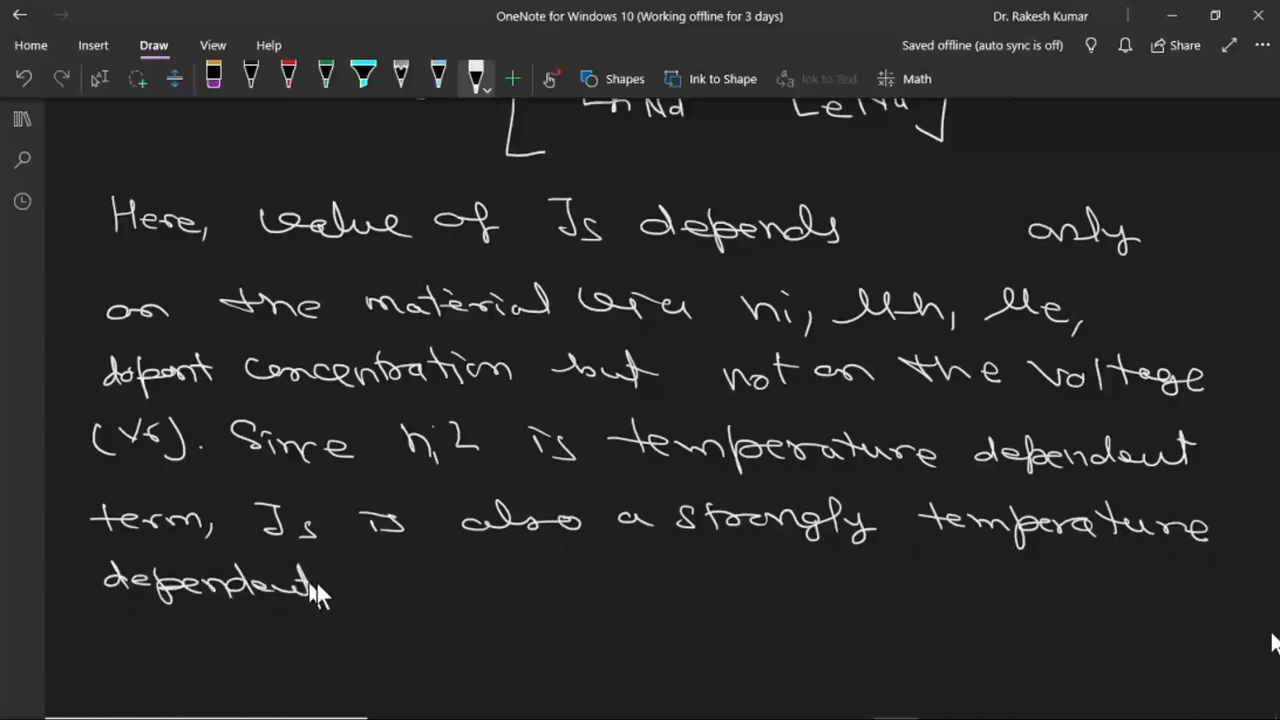 OneNote for Windows 10 (Working offline for 3 days)
Dr. Rakesh Kumar
Home Insert Draw View Help
Saved offline (auto sync is off)
Share
Shapes
Ink to Shape
Ink to Text
Math
Nd
Here, value of Js depends only
on the material via ni, μh, μe,
dopant concentration but not on the voltage
Since ni2 is temperature dependent
term, Js is also a strongly temperature
dependent